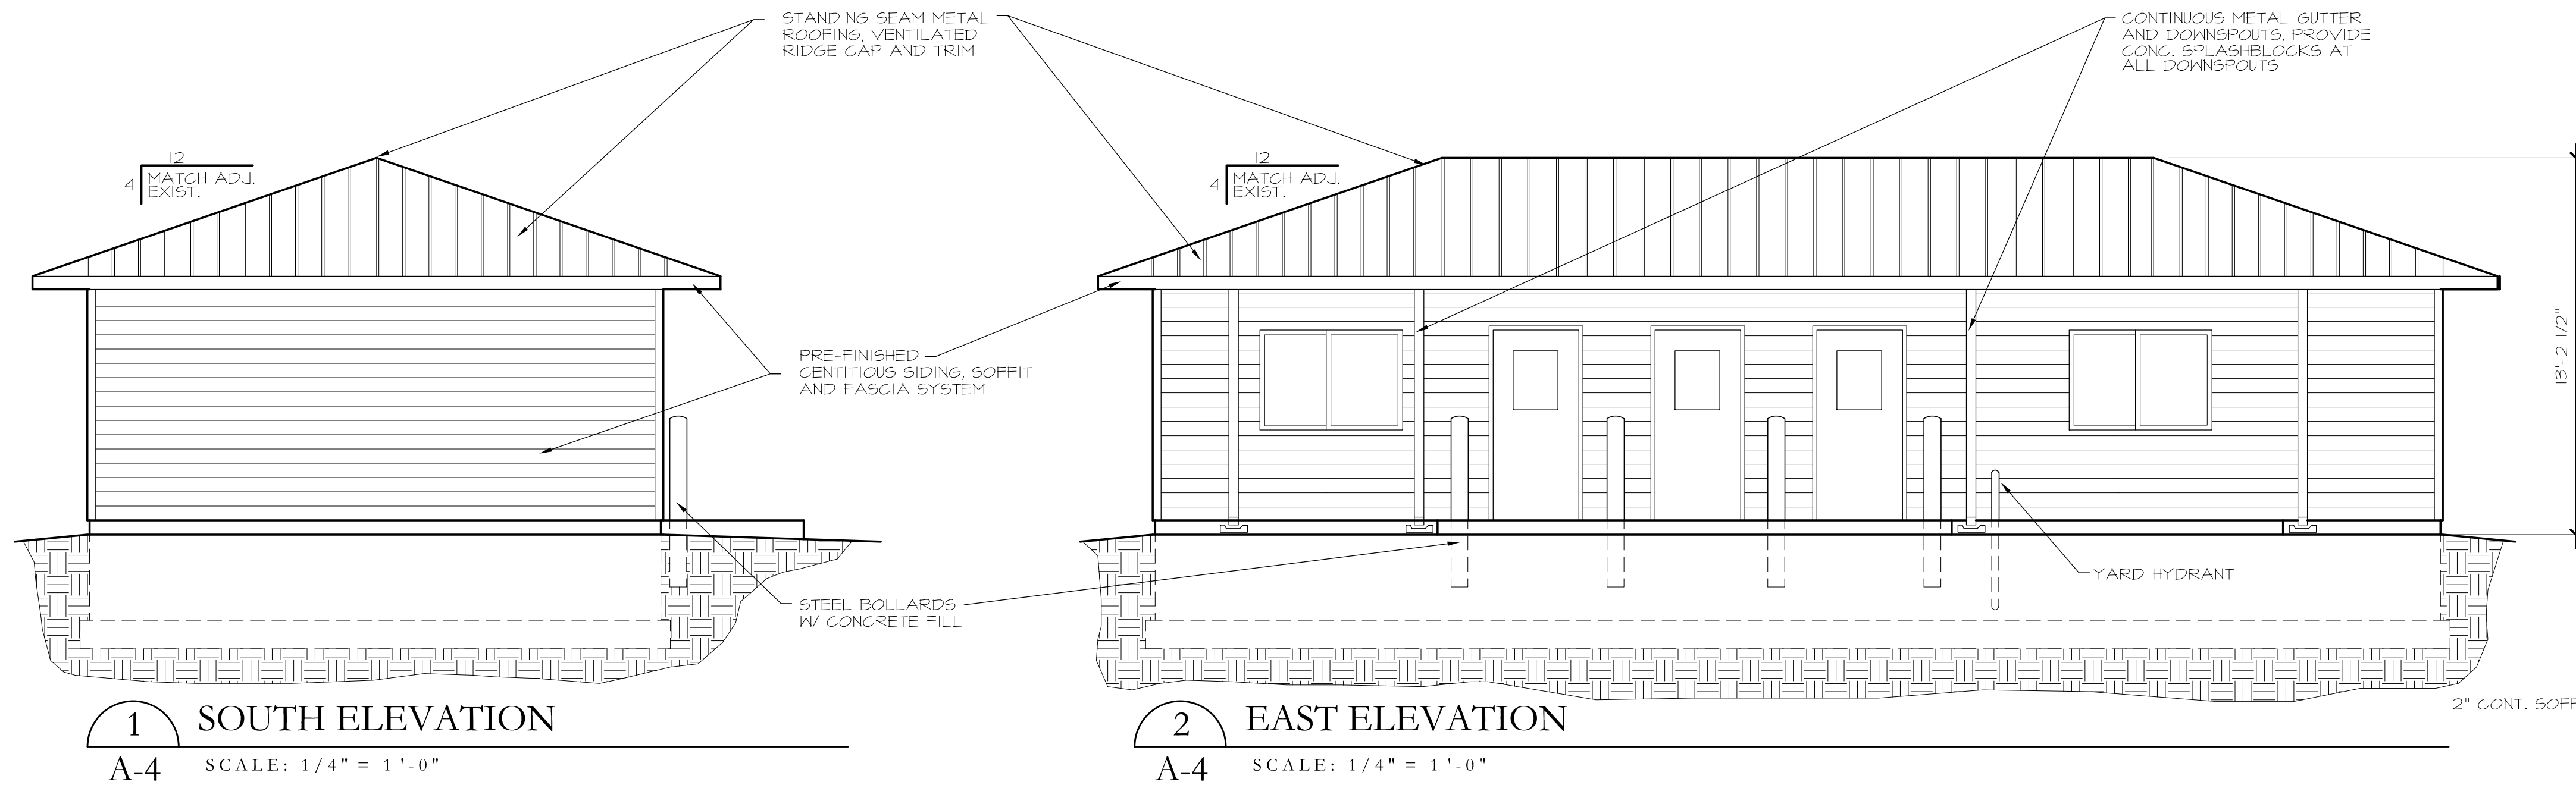 STANDING SEAM METAL
ROOFING, VENTILATED
RIDGE CAP AND TRIM
CONTINUOUS METAL GUTTER
AND DOWNSPOUTS, PROVIDE
CONC. SPLASHBLOCKS AT
ALL DOWNSPOUTS
12
4
MATCH ADJ.
EXIST.
12
4
MATCH ADJ.
EXIST.
PRE-FINISHED
CENTITIOUS SIDING, SOFFIT
AND FASCIA SYSTEM
13'-2 1/2"
YARD HYDRANT
STEEL BOLLARDS
W/ CONCRETE FILL
2" CONT. SOFF
1
SOUTH ELEVATION
A-4
SCALE: 1/4" = 1'-0"
2
EAST ELEVATION
A-4
SCALE: 1/4" = 1'-0"